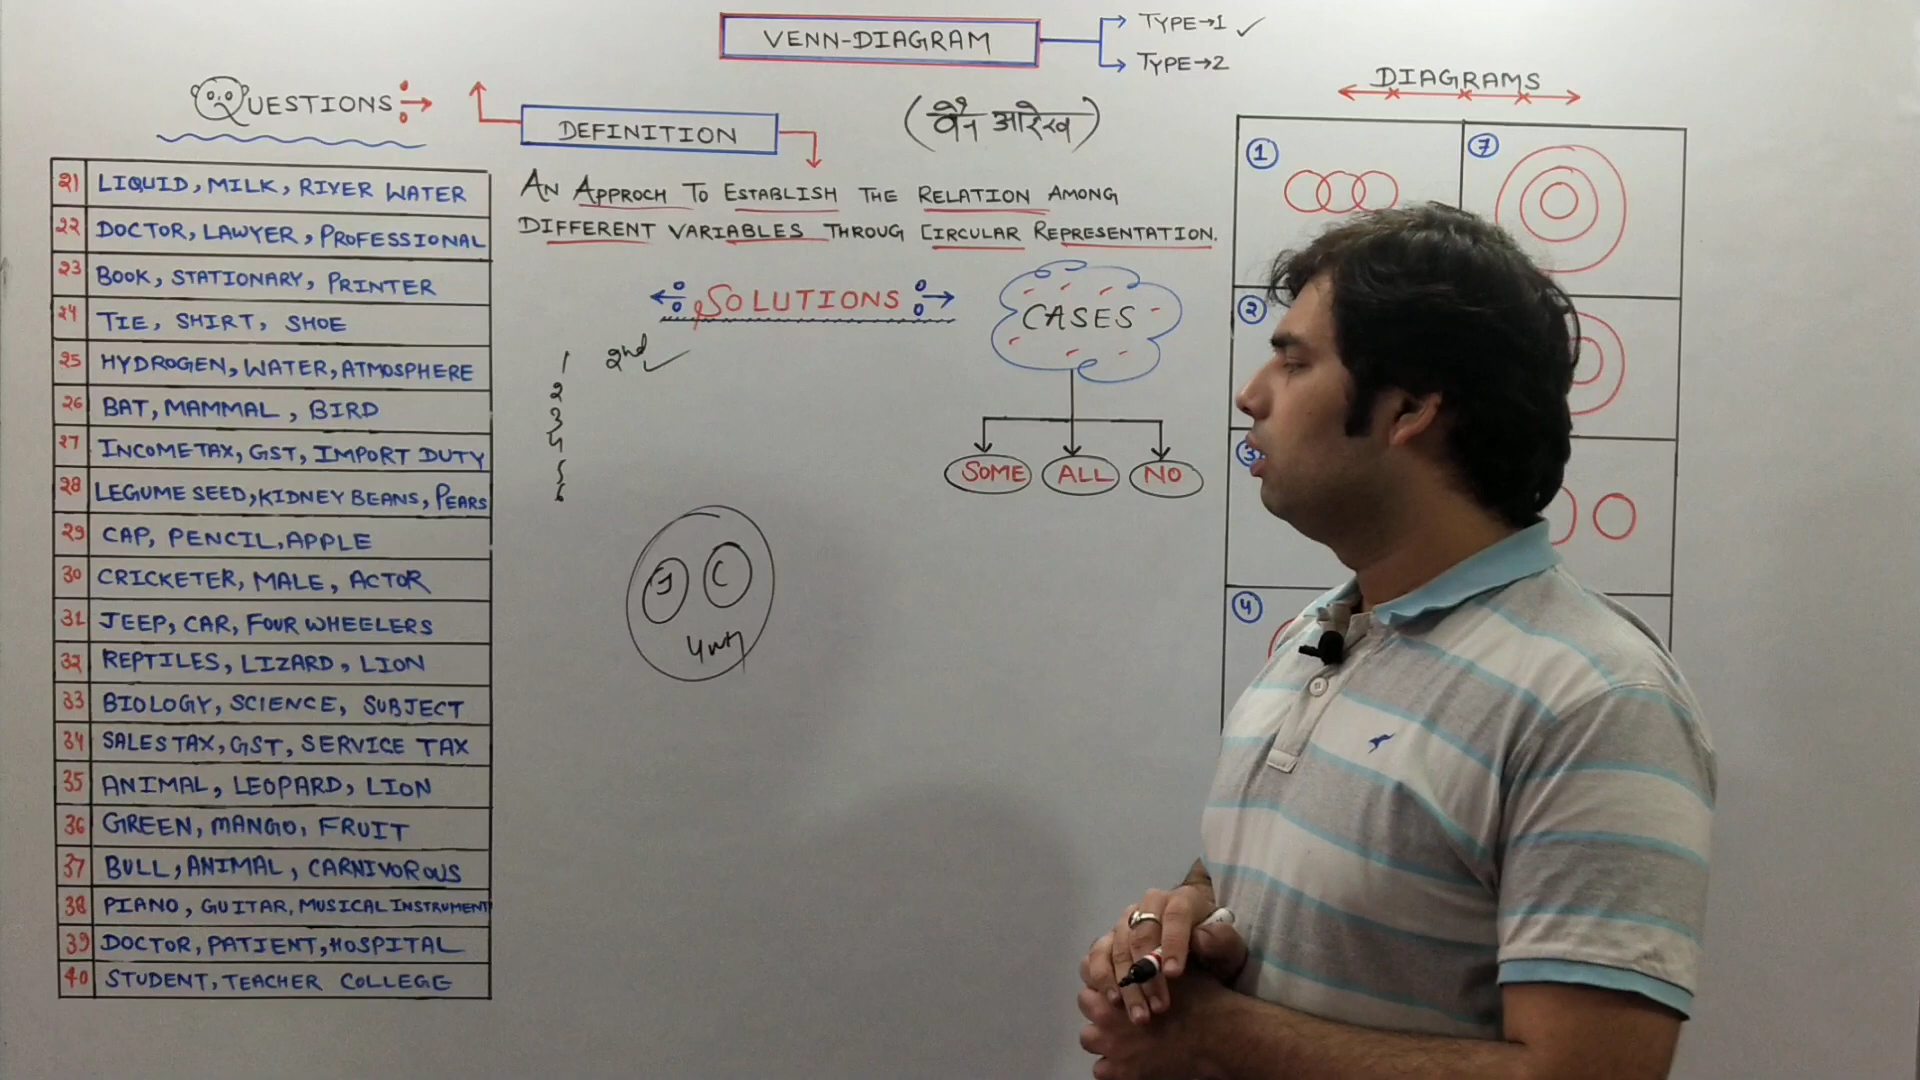 VENN-DIAGRAM
TYPE→1 ✓
TYPE→2
(वैन आरेख)
QUESTIONS
21 LIQUID, MILK, RIVER WATER
22 DOCTOR, LAWYER, PROFESSIONAL
23 BOOK, STATIONARY, PRINTER
24 TIE, SHIRT, SHOE
25 HYDROGEN, WATER, ATMOSPHERE
26 BAT, MAMMAL, BIRD
27 INCOME TAX, GST, IMPORT DUTY
28 LEGUME SEED, KIDNEY BEANS, PEARS
29 CAP, PENCIL, APPLE
30 CRICKETER, MALE, ACTOR
31 JEEP, CAR, FOUR WHEELERS
32 REPTILES, LIZARD, LION
33 BIOLOGY, SCIENCE, SUBJECT
34 SALES TAX, GST, SERVICE TAX
35 ANIMAL, LEOPARD, LION
36 GREEN, MANGO, FRUIT
37 BULL, ANIMAL, CARNIVOROUS
38 PIANO, GUITAR, MUSICAL INSTRUMENT
39 DOCTOR, PATIENT, HOSPITAL
40 STUDENT, TEACHER COLLEGE
DEFINITION
AN APPROCH TO ESTABLISH THE RELATION AMONG
DIFFERENT VARIABLES THROUG CIRCULAR REPRESENTATION.
SOLUTIONS
1 2nd ✓
2
3
4
5
6
J C
CASES
SOME ALL NO
DIAGRAMS
1 7
2
3
4